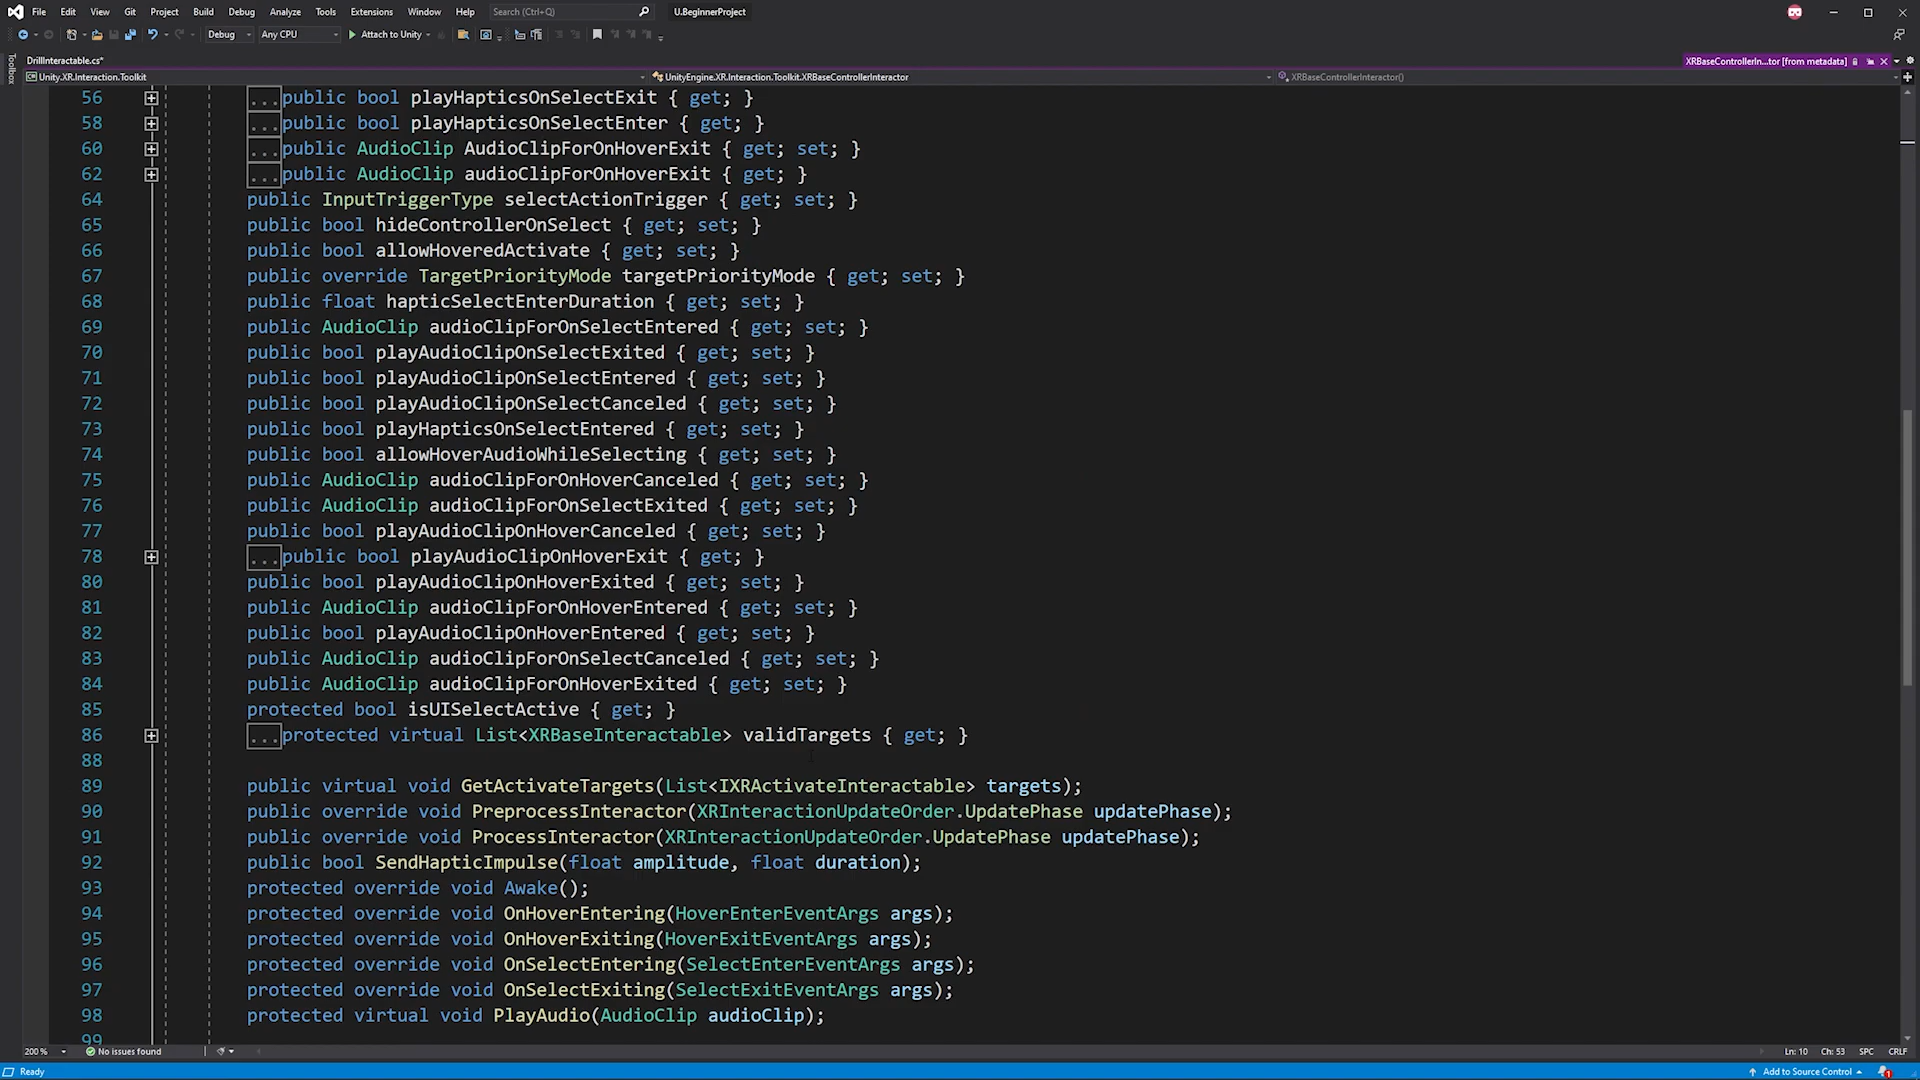 File Edit View Git Project Build Debug Analyze Tools Extensions Window Help Search (Ctrl+Q) U.BeginnerProject
Debug Any CPU Attach to Unity
Toolbox
DrillInteractable.cs* XRBaseControllerIn...tor [from metadata]
Unity.XR.Interaction.Toolkit UnityEngine.XR.Interaction.Toolkit.XRBaseControllerInteractor XRBaseControllerInteractor()
56 ...public bool playHapticsOnSelectExit { get; }
58 ...public bool playHapticsOnSelectEnter { get; }
60 ...public AudioClip AudioClipForOnHoverExit { get; set; }
62 ...public AudioClip audioClipForOnHoverExit { get; }
64 public InputTriggerType selectActionTrigger { get; set; }
65 public bool hideControllerOnSelect { get; set; }
66 public bool allowHoveredActivate { get; set; }
67 public override TargetPriorityMode targetPriorityMode { get; set; }
68 public float hapticSelectEnterDuration { get; set; }
69 public AudioClip audioClipForOnSelectEntered { get; set; }
70 public bool playAudioClipOnSelectExited { get; set; }
71 public bool playAudioClipOnSelectEntered { get; set; }
72 public bool playAudioClipOnSelectCanceled { get; set; }
73 public bool playHapticsOnSelectEntered { get; set; }
74 public bool allowHoverAudioWhileSelecting { get; set; }
75 public AudioClip audioClipForOnHoverCanceled { get; set; }
76 public AudioClip audioClipForOnSelectExited { get; set; }
77 public bool playAudioClipOnHoverCanceled { get; set; }
78 ...public bool playAudioClipOnHoverExit { get; }
80 public bool playAudioClipOnHoverExited { get; set; }
81 public AudioClip audioClipForOnHoverEntered { get; set; }
82 public bool playAudioClipOnHoverEntered { get; set; }
83 public AudioClip audioClipForOnSelectCanceled { get; set; }
84 public AudioClip audioClipForOnHoverExited { get; set; }
85 protected bool isUISelectActive { get; }
86 ...protected virtual List<XRBaseInteractable> validTargets { get; }
88
89 public virtual void GetActivateTargets(List<IXRActivateInteractable> targets);
90 public override void PreprocessInteractor(XRInteractionUpdateOrder.UpdatePhase updatePhase);
91 public override void ProcessInteractor(XRInteractionUpdateOrder.UpdatePhase updatePhase);
92 public bool SendHapticImpulse(float amplitude, float duration);
93 protected override void Awake();
94 protected override void OnHoverEntering(HoverEnterEventArgs args);
95 protected override void OnHoverExiting(HoverExitEventArgs args);
96 protected override void OnSelectEntering(SelectEnterEventArgs args);
97 protected override void OnSelectExiting(SelectExitEventArgs args);
98 protected virtual void PlayAudio(AudioClip audioClip);
99
200 % No issues found Ln: 10 Ch: 53 SPC CRLF
Ready Add to Source Control 1